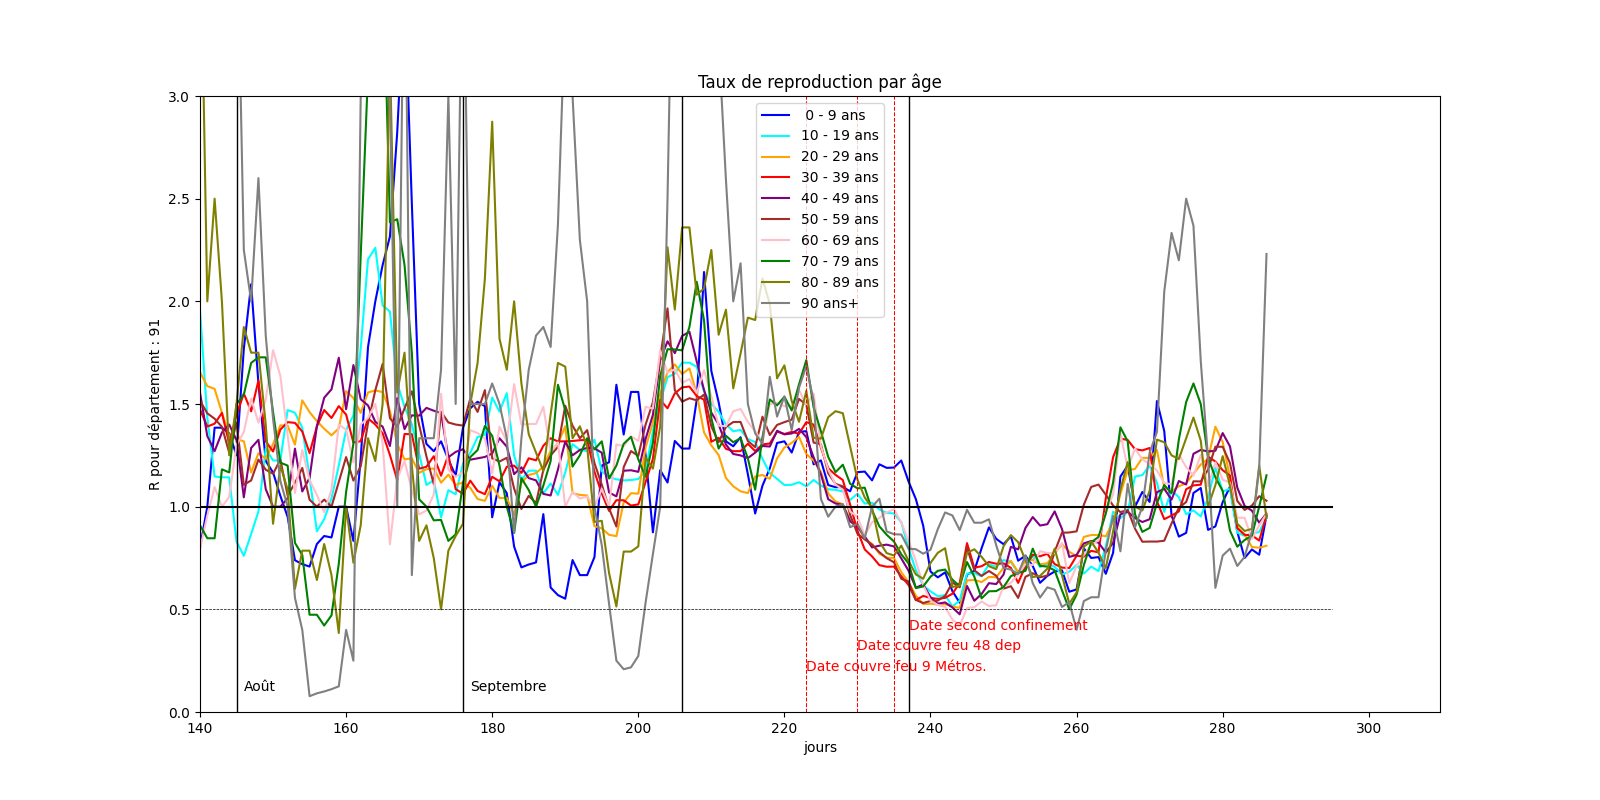 Taux de reproduction par âge
R pour département : 91
3.0
2.5
2.0
1.5
1.0
0.5
0.0
0 - 9 ans
10 - 19 ans
20 - 29 ans
30 - 39 ans
40 - 49 ans
50 - 59 ans
60 - 69 ans
70 - 79 ans
80 - 89 ans
90 ans+
Date second confinement
Date couvre feu 48 dep
Date couvre feu 9 Métros.
Août
Septembre
140
160
180
200
220
240
260
280
300
jours